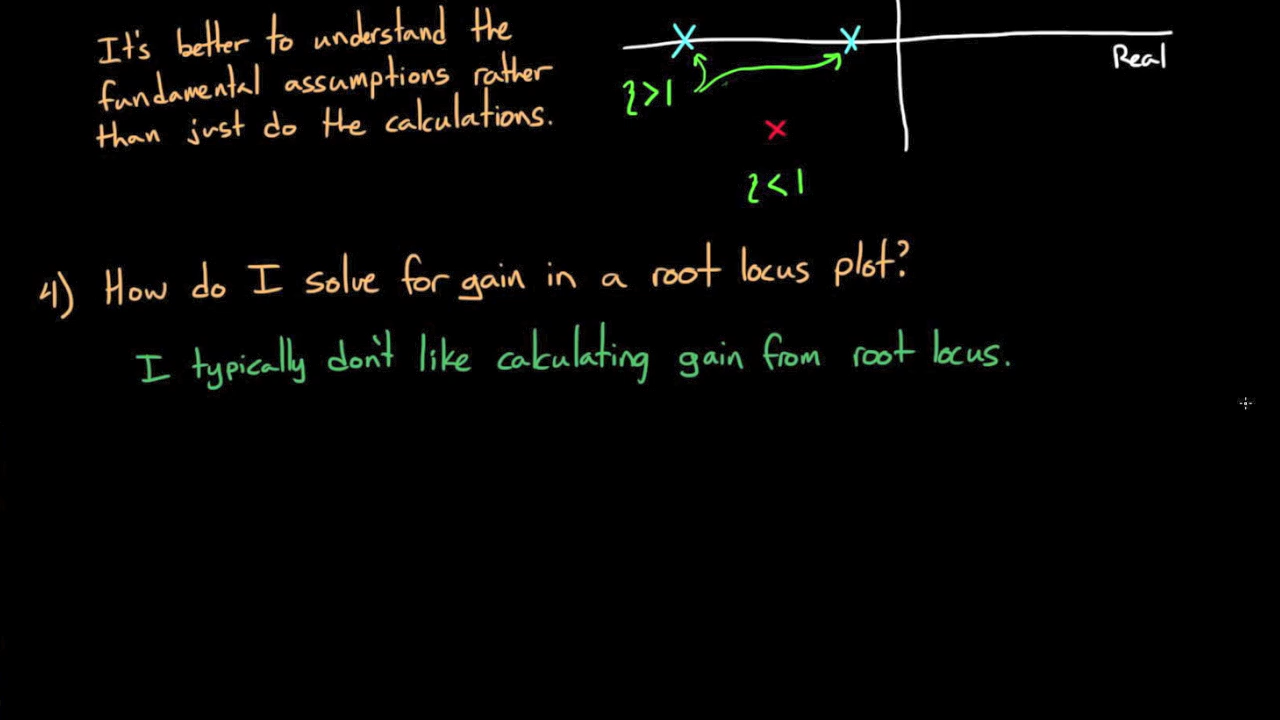 It's better to understand the
fundamental assumptions rather
than just do the calculations.
Real
ζ>1
ζ<1
4) How do I solve for gain in a root locus plot?
I typically don't like calculating gain from root locus.